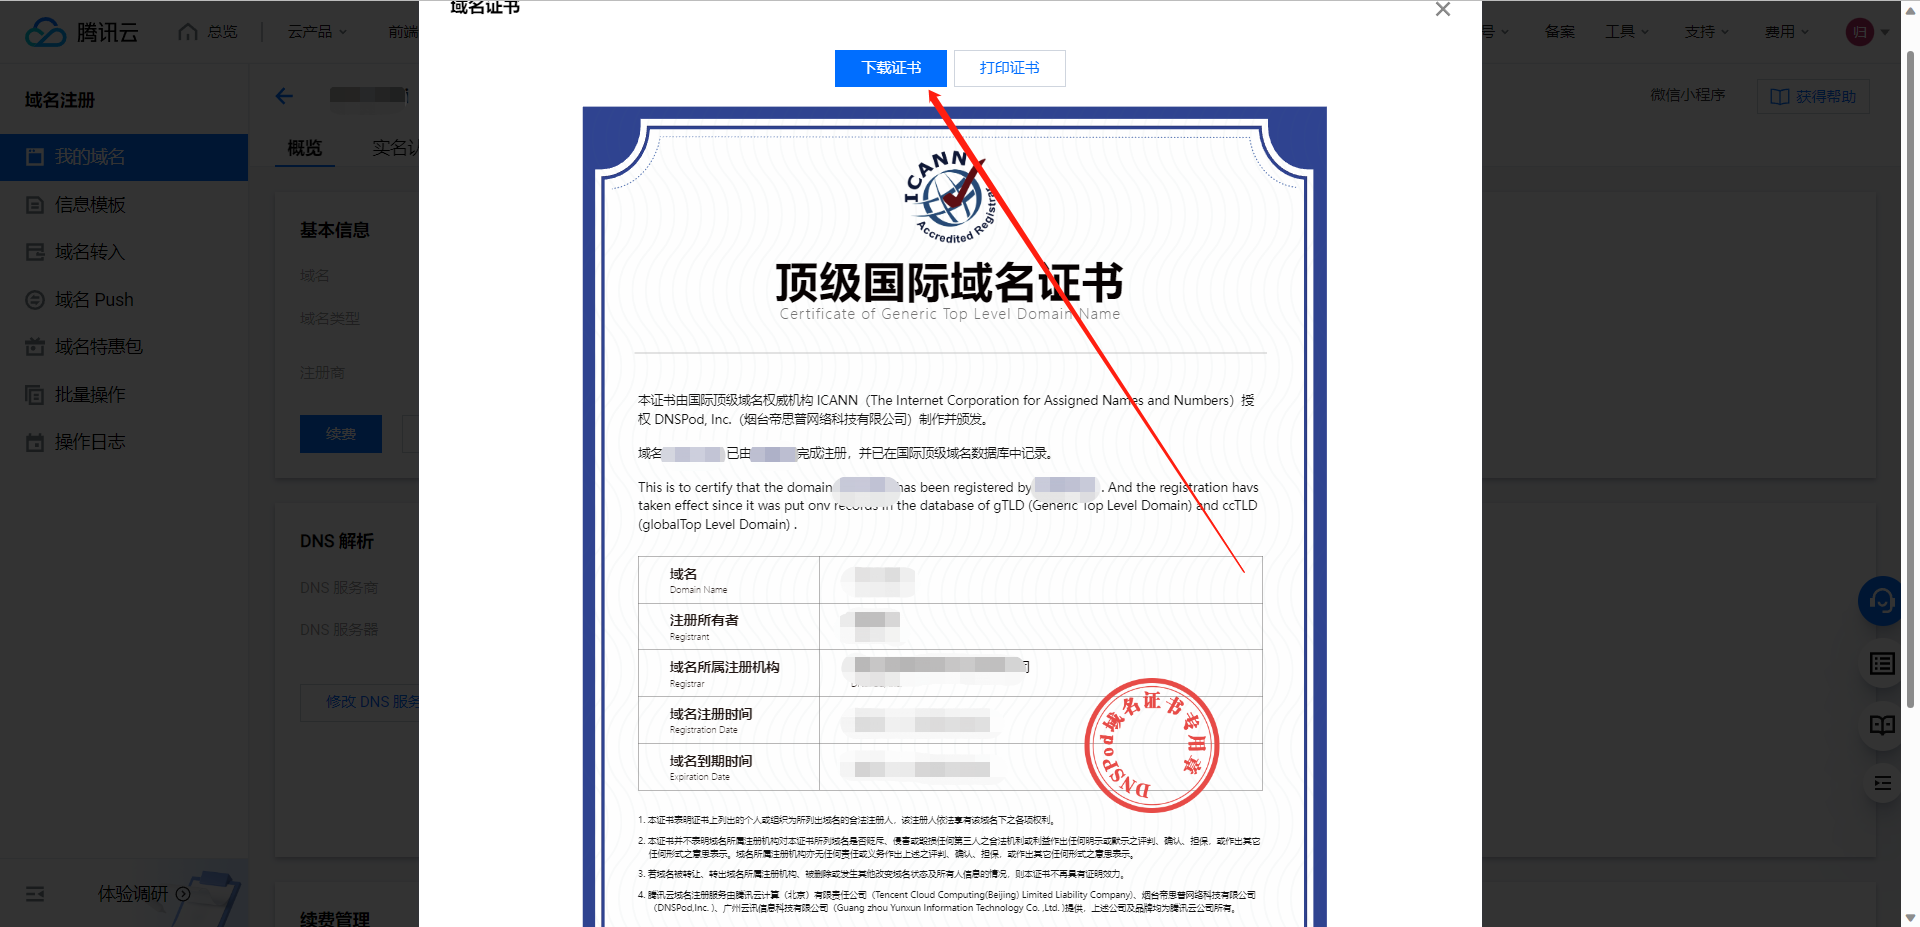 域名证书
腾讯云
总览
云产品
前端
号
备案
工具
支持
费用
归
下载证书
打印证书
域名注册
我的域名
信息模板
域名转入
域名 Push
域名特惠包
批量操作
操作日志
体验调研
微信小程序
获得帮助
概览
实名认
基本信息
域名
域名类型
注册商
续费
DNS 解析
DNS 服务商
DNS 服务器
修改 DNS 服务
续费管理
ICANN
Accredited Registrar
顶级国际域名证书
Certificate of Generic Top Level Domain Name
本证书由国际顶级域名权威机构 ICANN（The Internet Corporation for Assigned Names and Numbers）授
权 DNSPod, Inc.（烟台帝思普网络科技有限公司）制作并颁发。
域名 已由 完成注册，并已在国际顶级域名数据库中记录。
This is to certify that the domain has been registered by . And the registration havs
taken effect since it was put onv records in the database of gTLD (Generic Top Level Domain) and ccTLD
(globalTop Level Domain) .
域名
Domain Name
注册所有者
Registrant
域名所属注册机构
Registrar
域名注册时间
Registration Date
域名到期时间
Expiration Date
DNSPod域名证书专用章
1. 本证书表明证书上列出的个人或组织为所列出域名的合法注册人，该注册人依法享有该域名下之各项权利。
2. 本证书并不表明域名所属注册机构对本证书所列域名是否贬斥、侵害或毁损任何第三人之合法机利或利益作出任何明示或默示之评判、确认、担保，或作出其它
任何形式之意思表示。域名所属注册机构亦无任何责任或义务作出上述之评判、确认、担保，或作出其它任何形式之意思表示。
3. 若域名被转让、转出域名所属注册机构、被删除或发生其他改变域名状态及所有人信息的情况，则本证书不再具有证明效力。
4. 腾讯云域名注册服务由腾讯云计算（北京）有限责任公司（Tencent Cloud Computing(Beijing) Limited Liability Company)、烟台帝思普网络科技有限公司
（DNSPod,Inc. )、广州云讯信息科技有限公司（Guang zhou Yunxun Information Technology Co. ,Ltd. )提供，上述公司及品牌均为腾讯云公司所有。